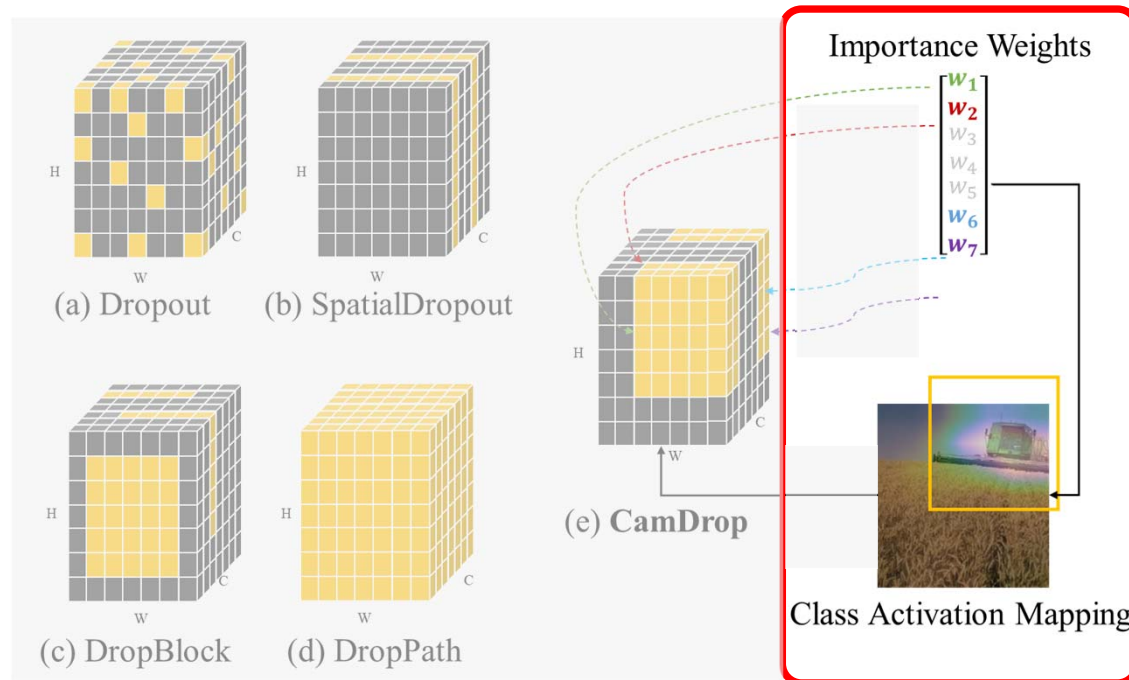 H
W
C
(a) Dropout
H
W
C
(b) SpatialDropout
H
W
C
(c) DropBlock
H
W
C
(d) DropPath
H
W
C
(e) CamDrop
Importance Weights
w₁
w₂
w₃
w₄
w₅
w₆
w₇
Class Activation Mapping